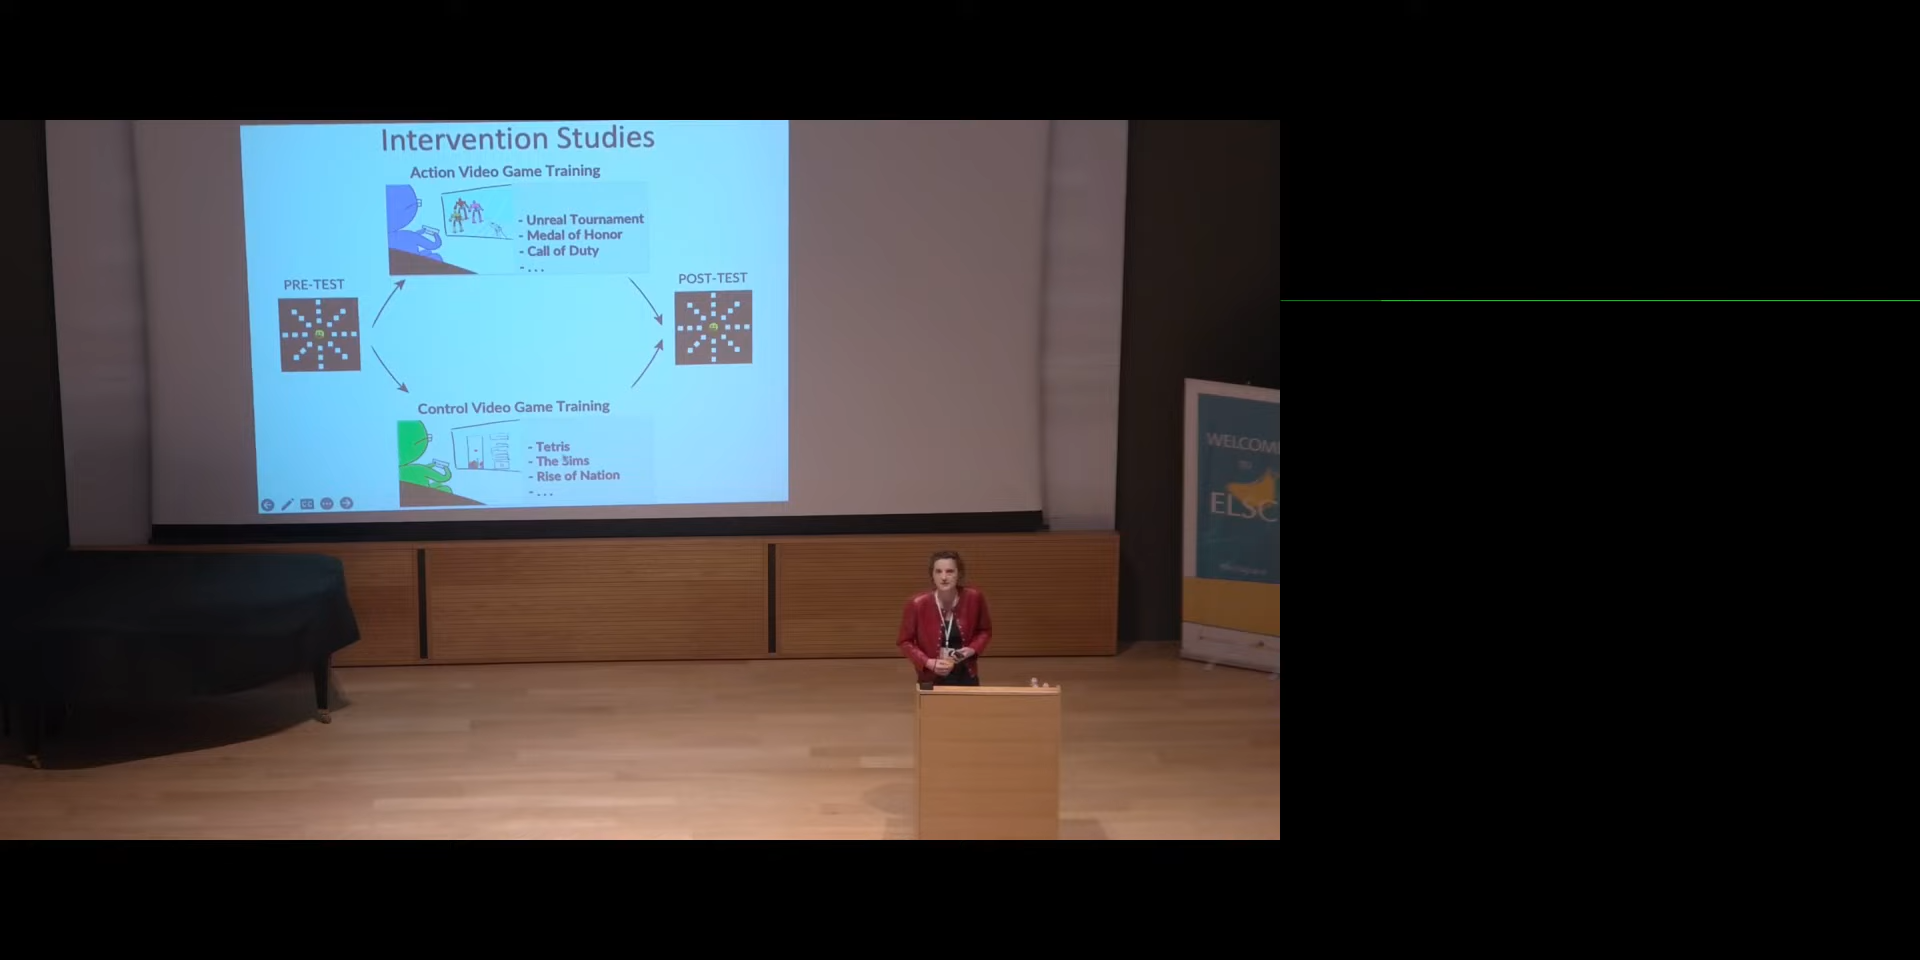 Intervention Studies
Action Video Game Training
- Unreal Tournament
- Medal of Honor
- Call of Duty
- . . .
PRE-TEST
POST-TEST
Control Video Game Training
- Tetris
- The Sims
- Rise of Nation
- . . .
WELCOM
ELSC